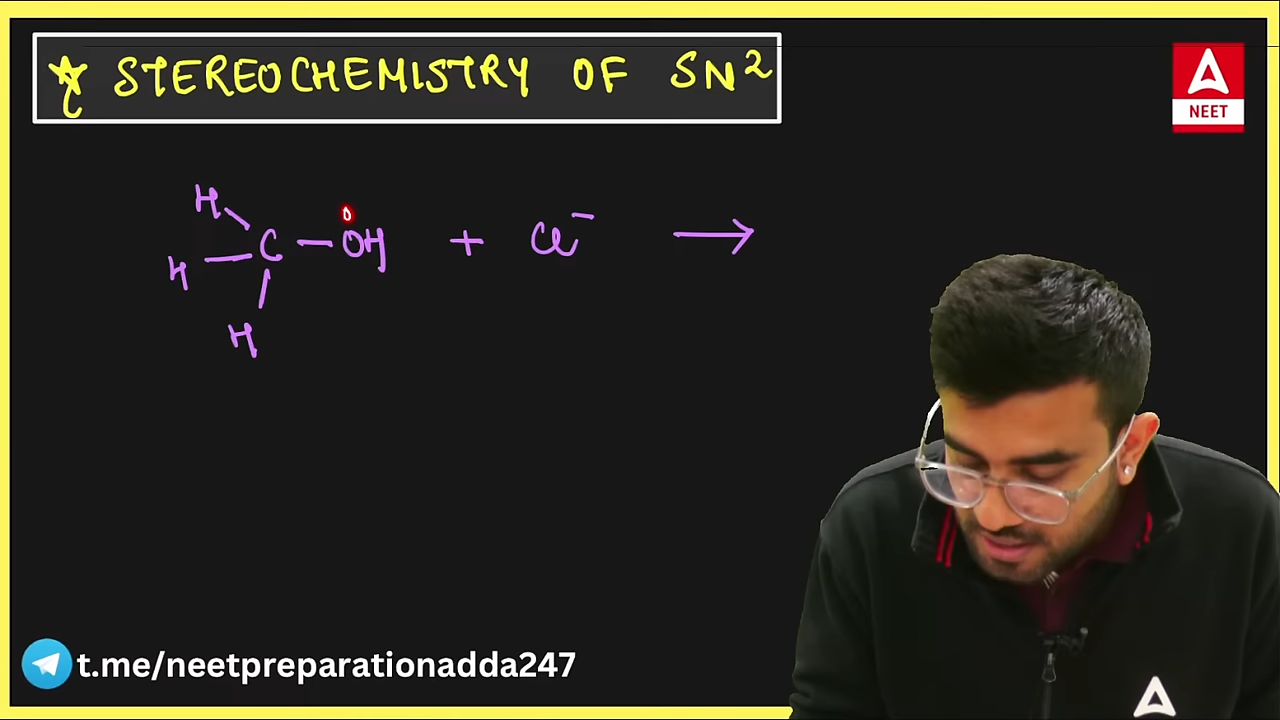 ★ STEREOCHEMISTRY OF SN²
NEET
H
C — OH + Cl⁻ ⟶
H
H
t.me/neetpreparationadda247